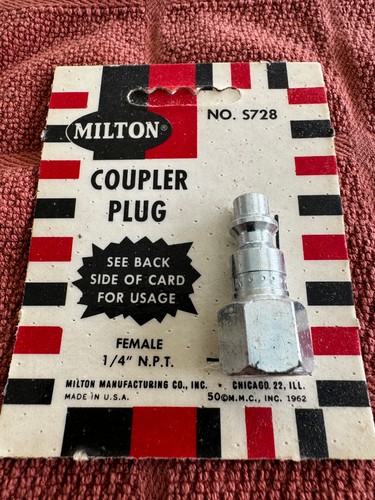 MILTON®
NO. S728
COUPLER
PLUG
SEE BACK
SIDE OF CARD
FOR USAGE
FEMALE
1/4" N.P.T.
MILTON MANUFACTURING CO., INC. • CHICAGO 22, ILL.
MADE IN U.S.A. 50©M.M.C., INC. 1962